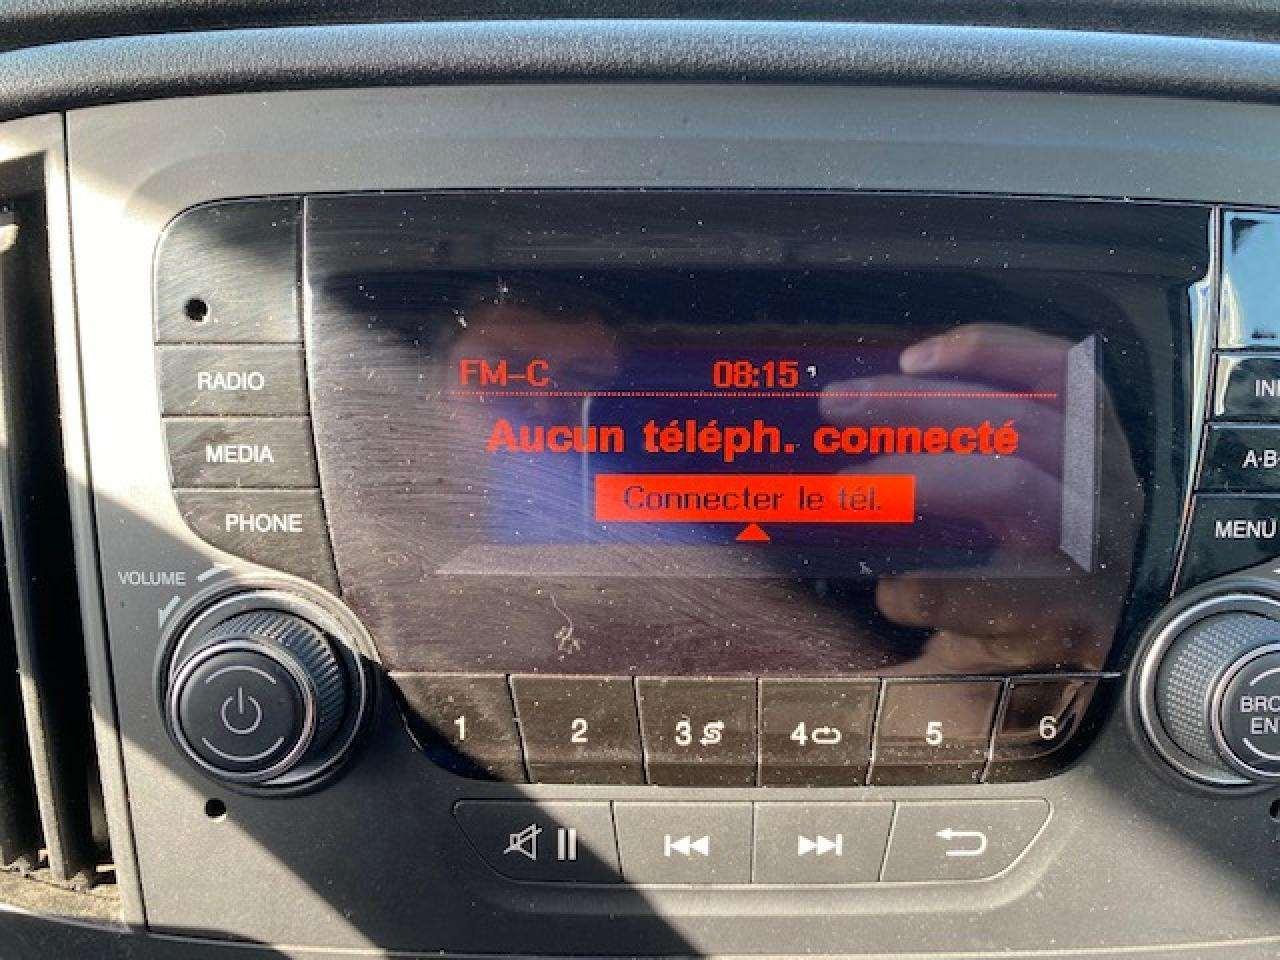 FM-C 08:15
Aucun téléph. connecté
Connecter le tél.
RADIO
MEDIA
PHONE
VOLUME
1 2 3 4 5 6
A·B
MENU